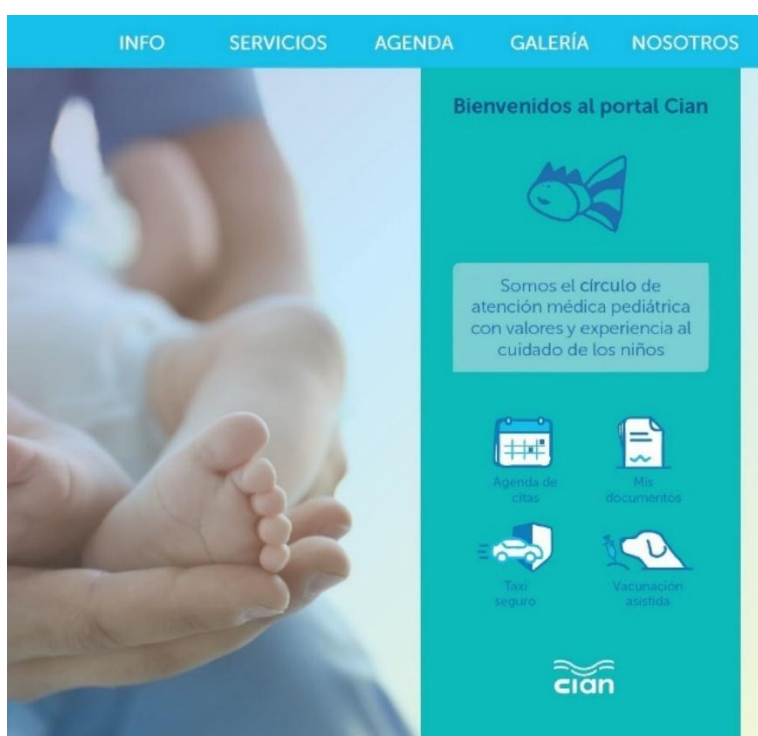 INFO SERVICIOS AGENDA GALERÍA NOSOTROS
Bienvenidos al portal Cian
Somos el círculo de
atención médica pediátrica
con valores y experiencia al
cuidado de los niños
Agenda de
citas
Mis
documentos
Taxi
seguro
Vacunación
asistida
cian